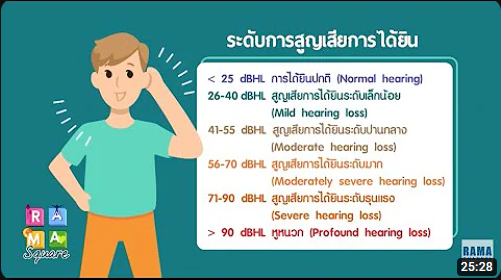 ระดับการสูญเสียการได้ยิน
< 25 dBHL การได้ยินปกติ (Normal hearing)
26-40 dBHL สูญเสียการได้ยินระดับเล็กน้อย
(Mild hearing loss)
41-55 dBHL สูญเสียการได้ยินระดับปานกลาง
(Moderate hearing loss)
56-70 dBHL สูญเสียการได้ยินระดับมาก
(Moderately severe hearing loss)
71-90 dBHL สูญเสียการได้ยินระดับรุนแรง
(Severe hearing loss)
> 90 dBHL หูหนวก (Profound hearing loss)
RAMA
Square
RAMA
25:28